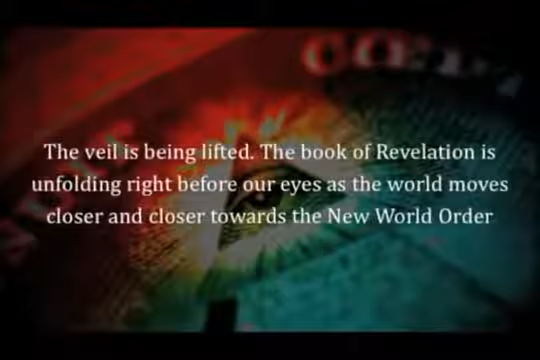 The veil is being lifted. The book of Revelation is
unfolding right before our eyes as the world moves
closer and closer towards the New World Order